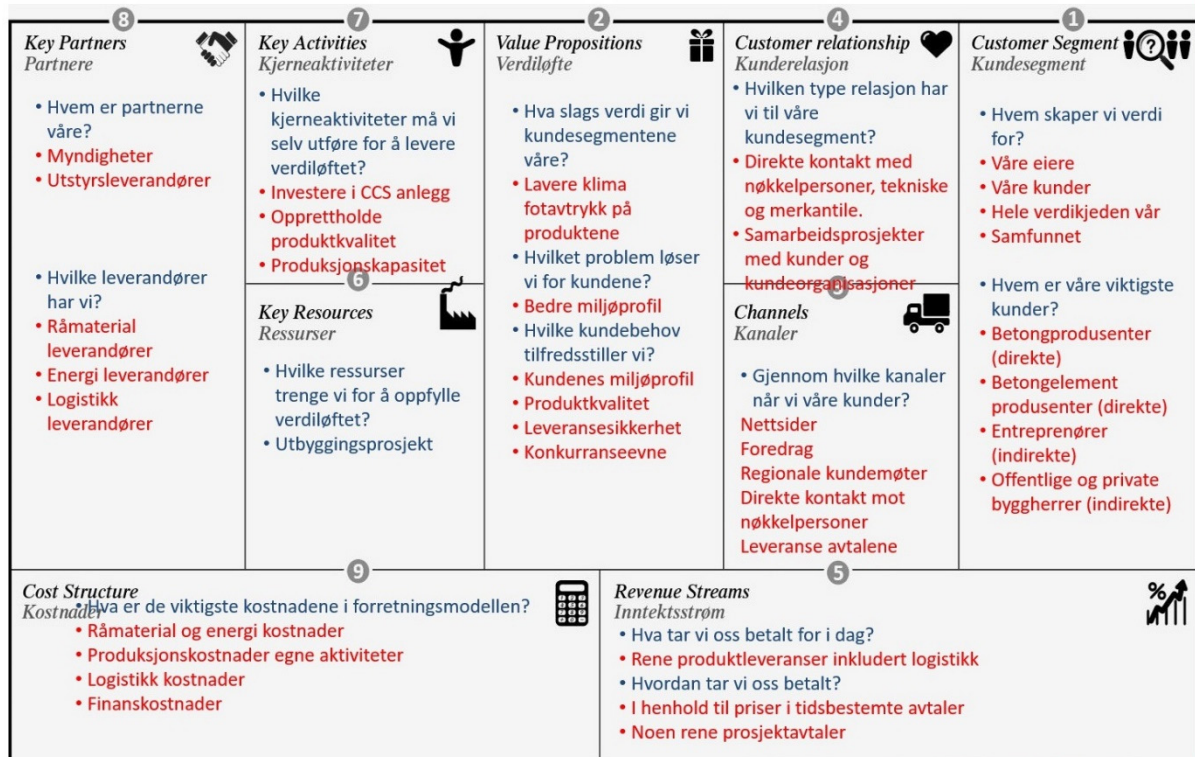 8
Key Partners
Partnere
• Hvem er partnerne
våre?
• Myndigheter
• Utstyrsleverandører
• Hvilke leverandører
har vi?
• Råmaterial
leverandører
• Energi leverandører
• Logistikk
leverandører
7
Key Activities
Kjerneaktiviteter
• Hvilke
kjerneaktiviteter må vi
selv utføre for å levere
verdiløftet?
• Investere i CCS anlegg
• Opprettholde
produktkvalitet
• Produksjonskapasitet
6
Key Resources
Ressurser
• Hvilke ressurser
trenge vi for å oppfylle
verdiløftet?
• Utbyggingsprosjekt
2
Value Propositions
Verdiløfte
• Hva slags verdi gir vi
kundesegmentene
våre?
• Lavere klima
fotavtrykk på
produktene
• Hvilket problem løser
vi for kundene?
• Bedre miljøprofil
• Hvilke kundebehov
tilfredsstiller vi?
• Kundenes miljøprofil
• Produktkvalitet
• Leveransesikkerhet
• Konkurranseevne
4
Customer relationship
Kunderelasjon
• Hvilken type relasjon har
vi til våre
kundesegment?
• Direkte kontakt med
nøkkelpersoner, tekniske
og merkantile.
• Samarbeidsprosjekter
med kunder og
kundeorganisasjoner
Channels
Kanaler
• Gjennom hvilke kanaler
når vi våre kunder?
Nettsider
Foredrag
Regionale kundemøter
Direkte kontakt mot
nøkkelpersoner
Leveranse avtalene
1
Customer Segment
Kundesegment
?
• Hvem skaper vi verdi
for?
• Våre eiere
• Våre kunder
• Hele verdikjeden vår
• Samfunnet
• Hvem er våre viktigste
kunder?
• Betongprodusenter
(direkte)
• Betongelement
produsenter (direkte)
• Entreprenører
(indirekte)
• Offentlige og private
byggherrer (indirekte)
9
Cost Structure
Kostnader
• Hva er de viktigste kostnadene i forretningsmodellen?
• Råmaterial og energi kostnader
• Produksjonskostnader egne aktiviteter
• Logistikk kostnader
• Finanskostnader
5
Revenue Streams
Inntektsstrøm
%
• Hva tar vi oss betalt for i dag?
• Rene produktleveranser inkludert logistikk
• Hvordan tar vi oss betalt?
• I henhold til priser i tidsbestemte avtaler
• Noen rene prosjektavtaler